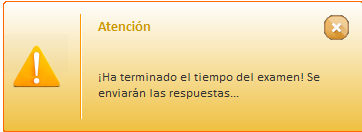 Atención
¡Ha terminado el tiempo del examen! Se
enviarán las respuestas...